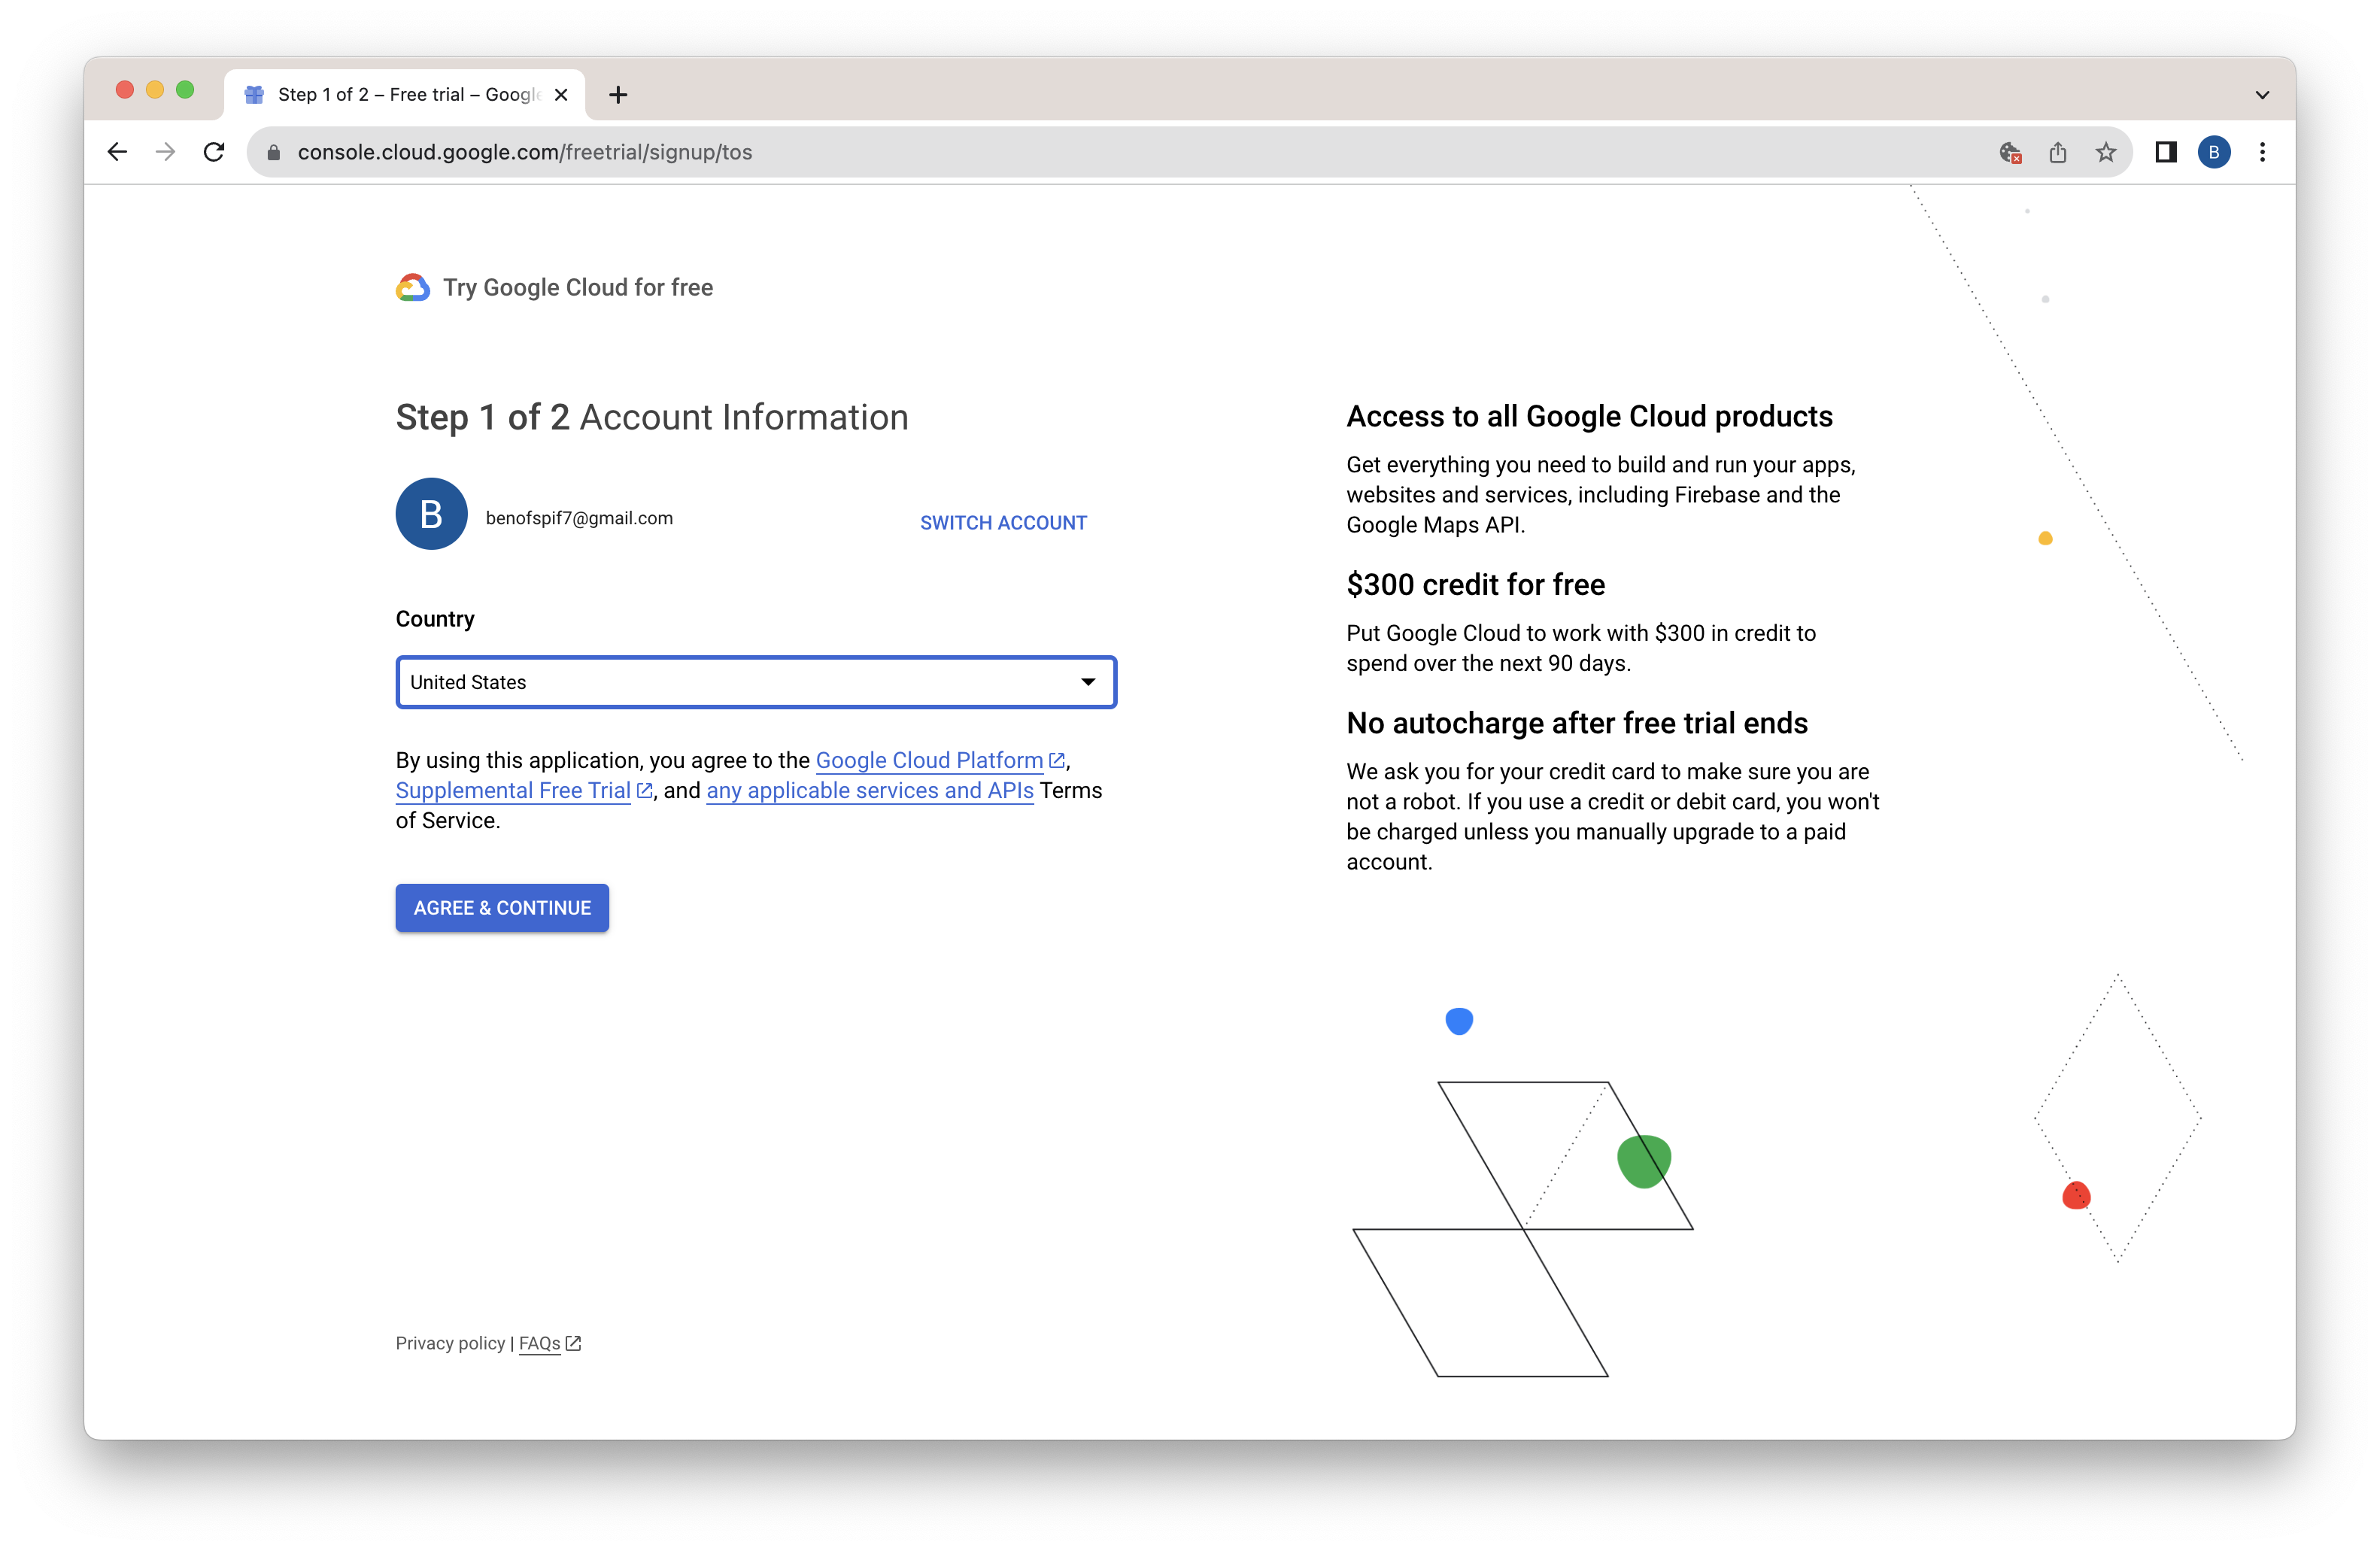 Step 1 of 2 – Free trial – Google
console.cloud.google.com/freetrial/signup/tos
B
Try Google Cloud for free
Step 1 of 2 Account Information
B
benofspif7@gmail.com
SWITCH ACCOUNT
Country
United States
By using this application, you agree to the Google Cloud Platform,
Supplemental Free Trial, and any applicable services and APIs Terms
of Service.
AGREE & CONTINUE
Access to all Google Cloud products
Get everything you need to build and run your apps,
websites and services, including Firebase and the
Google Maps API.
$300 credit for free
Put Google Cloud to work with $300 in credit to
spend over the next 90 days.
No autocharge after free trial ends
We ask you for your credit card to make sure you are
not a robot. If you use a credit or debit card, you won't
be charged unless you manually upgrade to a paid
account.
Privacy policy | FAQs